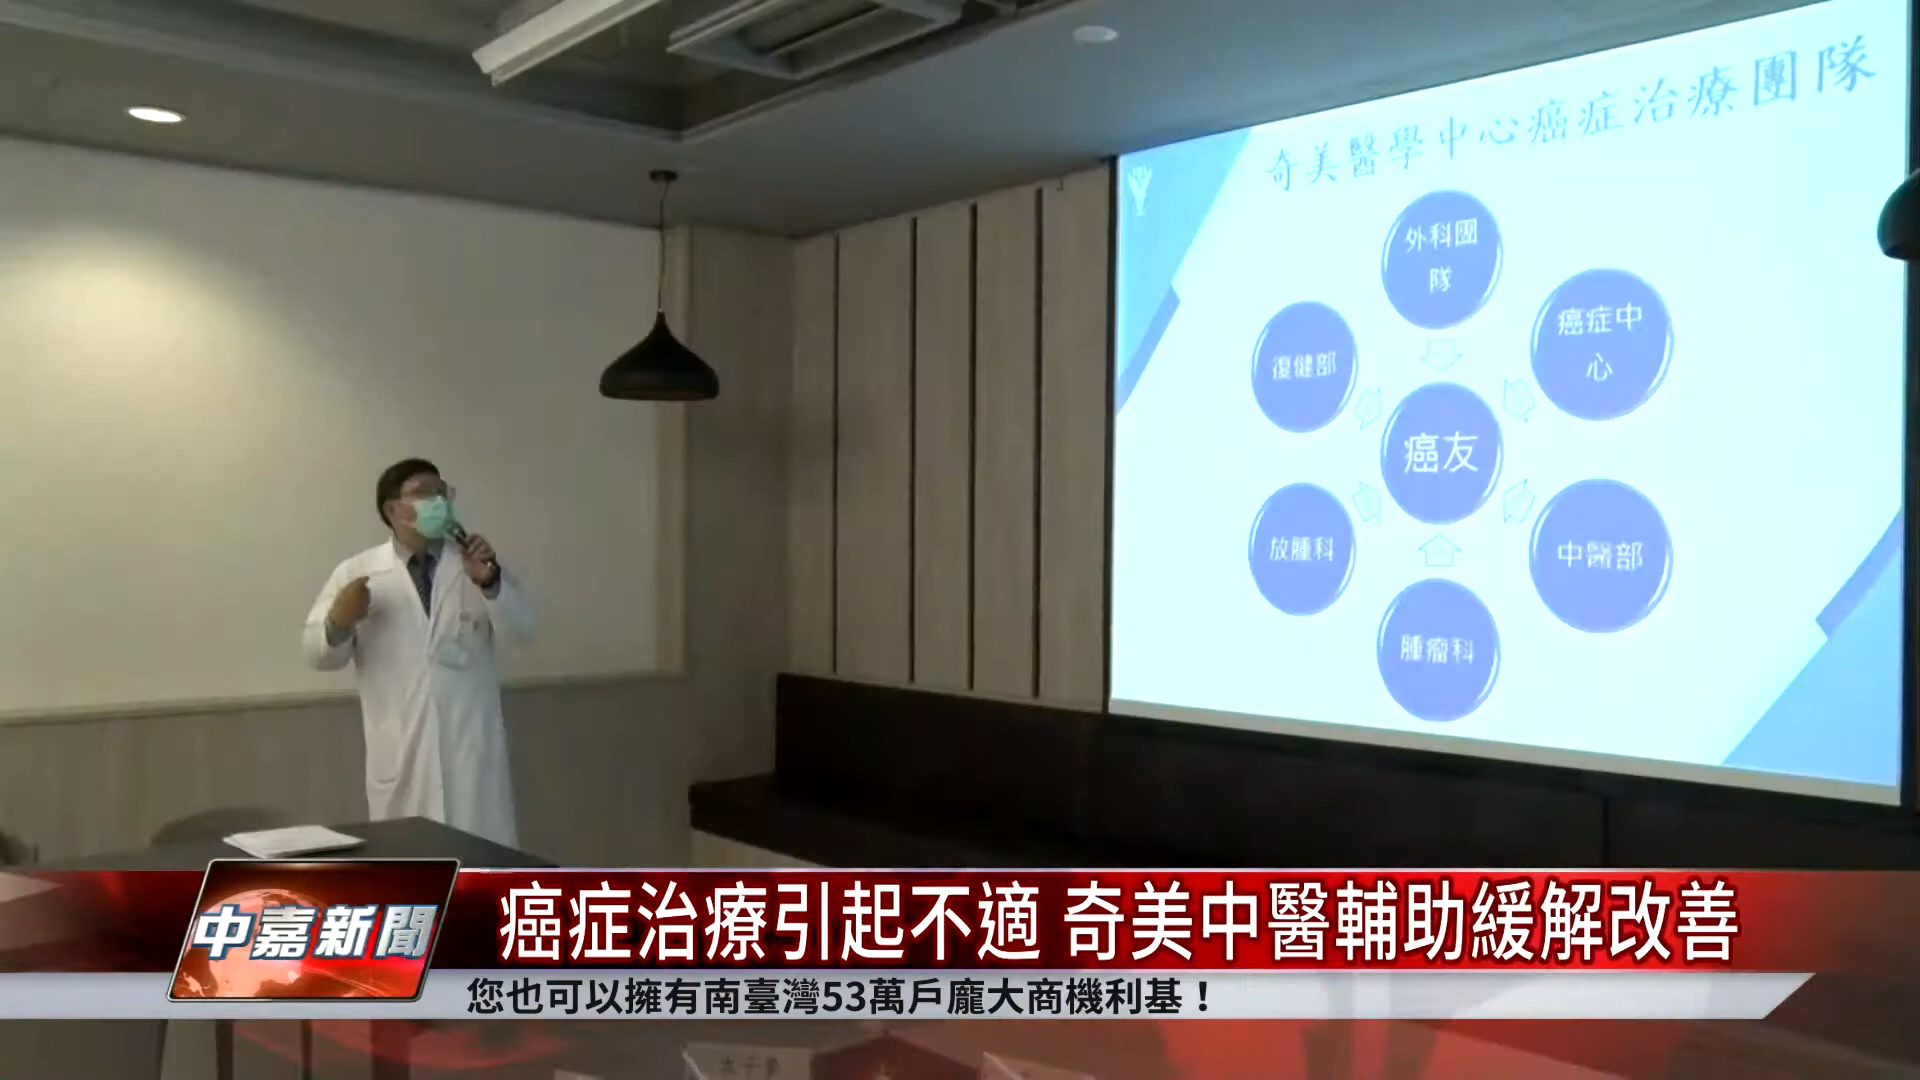 奇美醫學中心癌症治療團隊
外科團
隊
癌症中
心
復健部
癌友
放腫科
中醫部
腫瘤科
中嘉新聞
癌症治療引起不適 奇美中醫輔助緩解改善
您也可以擁有南臺灣53萬戶龐大商機利基！